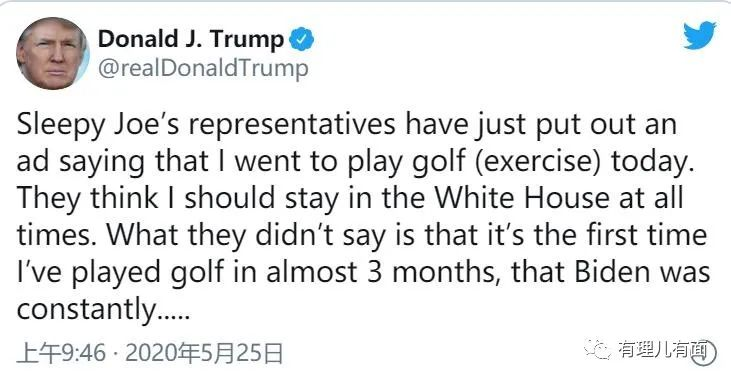 Donald J. Trump
@realDonaldTrump
Sleepy Joe’s representatives have just put out an
ad saying that I went to play golf (exercise) today.
They think I should stay in the White House at all
times. What they didn’t say is that it’s the first time
I’ve played golf in almost 3 months, that Biden was
constantly.....
上午9:46 · 2020年5月25日
有理儿有面